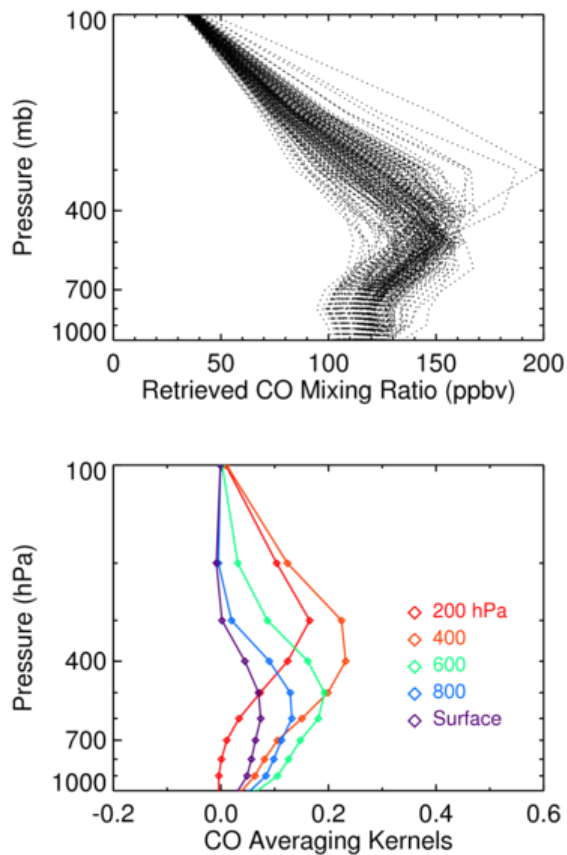 100
400
700
1000
Pressure (mb)
0 50 100 150 200
Retrieved CO Mixing Ratio (ppbv)
100
400
700
1000
Pressure (hPa)
200 hPa
400
600
800
Surface
-0.2 0.0 0.2 0.4 0.6
CO Averaging Kernels